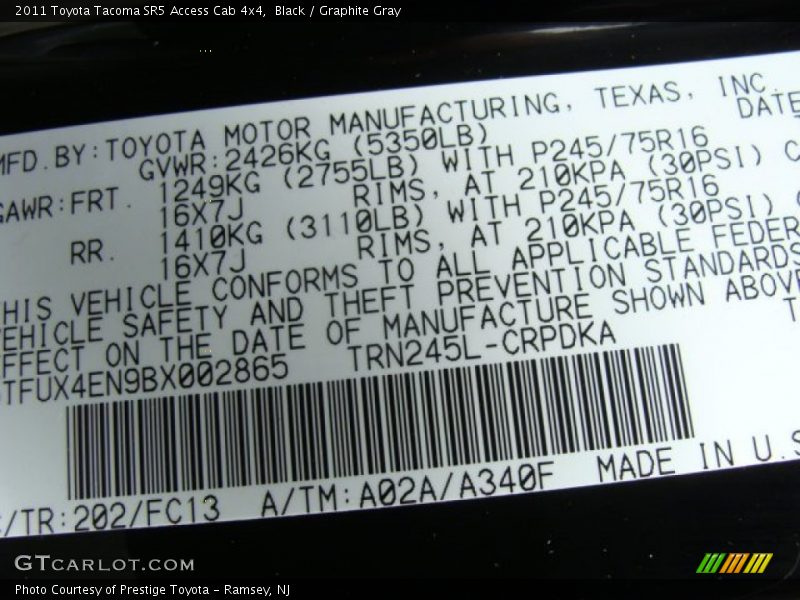 2011 Toyota Tacoma SR5 Access Cab 4x4,  Black / Graphite Gray
MFD.BY:TOYOTA MOTOR MANUFACTURING, TEXAS, INC.
DATE
GVWR:2426KG (5350LB)
GAWR:FRT. 1249KG (2755LB) WITH P245/75R16
16X7J RIMS, AT 210KPA (30PSI) C
RR. 1410KG (3110LB) WITH P245/75R16
16X7J RIMS, AT 210KPA (30PSI)
THIS VEHICLE CONFORMS TO ALL APPLICABLE FEDER
VEHICLE SAFETY AND THEFT PREVENTION STANDARDS
EFFECT ON THE DATE OF MANUFACTURE SHOWN ABOVE
TFUX4EN9BX002865 TRN245L-CRPDKA T
/TR:202/FC13 A/TM:A02A/A340F MADE IN U.S
GTCARLOT.COM
Photo Courtesy of Prestige Toyota - Ramsey, NJ